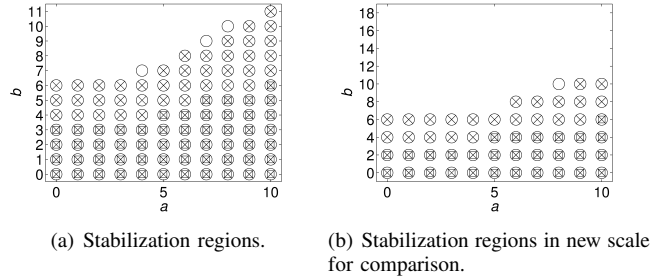 11
10
9
8
7
6
5
4
3
2
1
0
b
0 5 10
a
18
16
14
12
10
8
6
4
2
0
b
0 5 10
a
(a) Stabilization regions.
(b) Stabilization regions in new scale
for comparison.